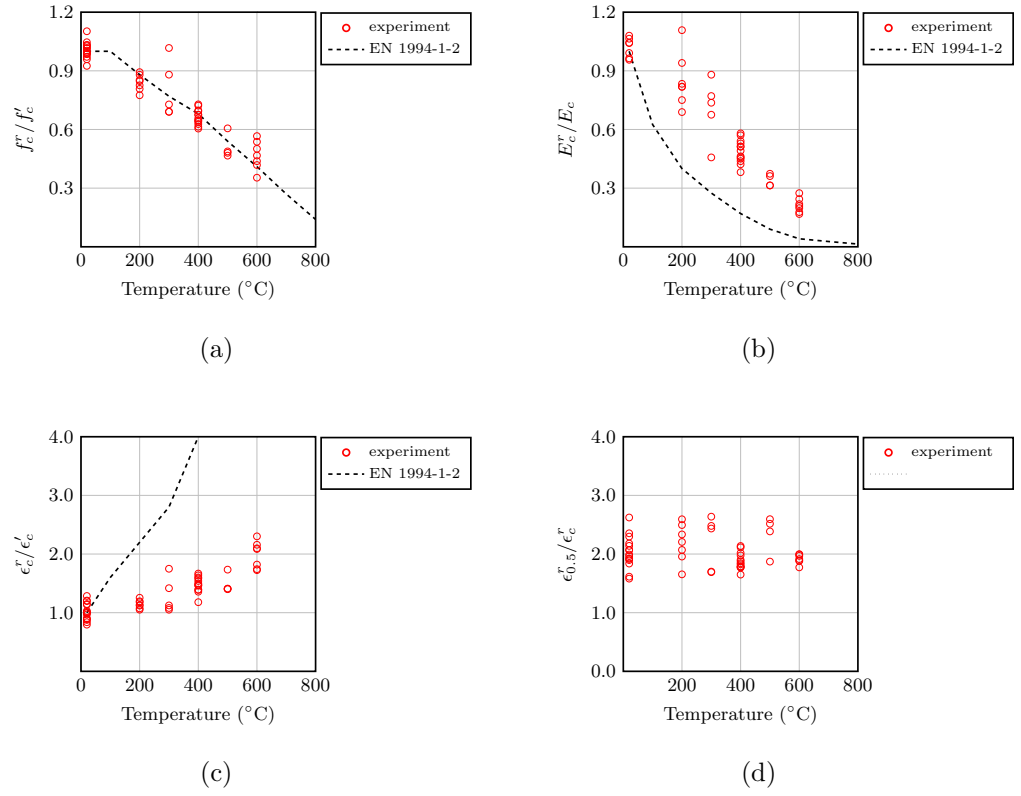 1.2
0.9
0.6
0.3
0
200
400
600
800
f_c^r/f_c′
Temperature (°C)
experiment
EN 1994-1-2
(a)
1.2
0.9
0.6
0.3
0
200
400
600
800
E_c^r/E_c
Temperature (°C)
experiment
EN 1994-1-2
(b)
4.0
3.0
2.0
1.0
0
200
400
600
800
ϵ_c^r/ϵ_c′
Temperature (°C)
experiment
EN 1994-1-2
(c)
4.0
3.0
2.0
1.0
0.0
200
400
600
800
ϵ_{0.5}^r/ϵ_c^r
Temperature (°C)
experiment
(d)